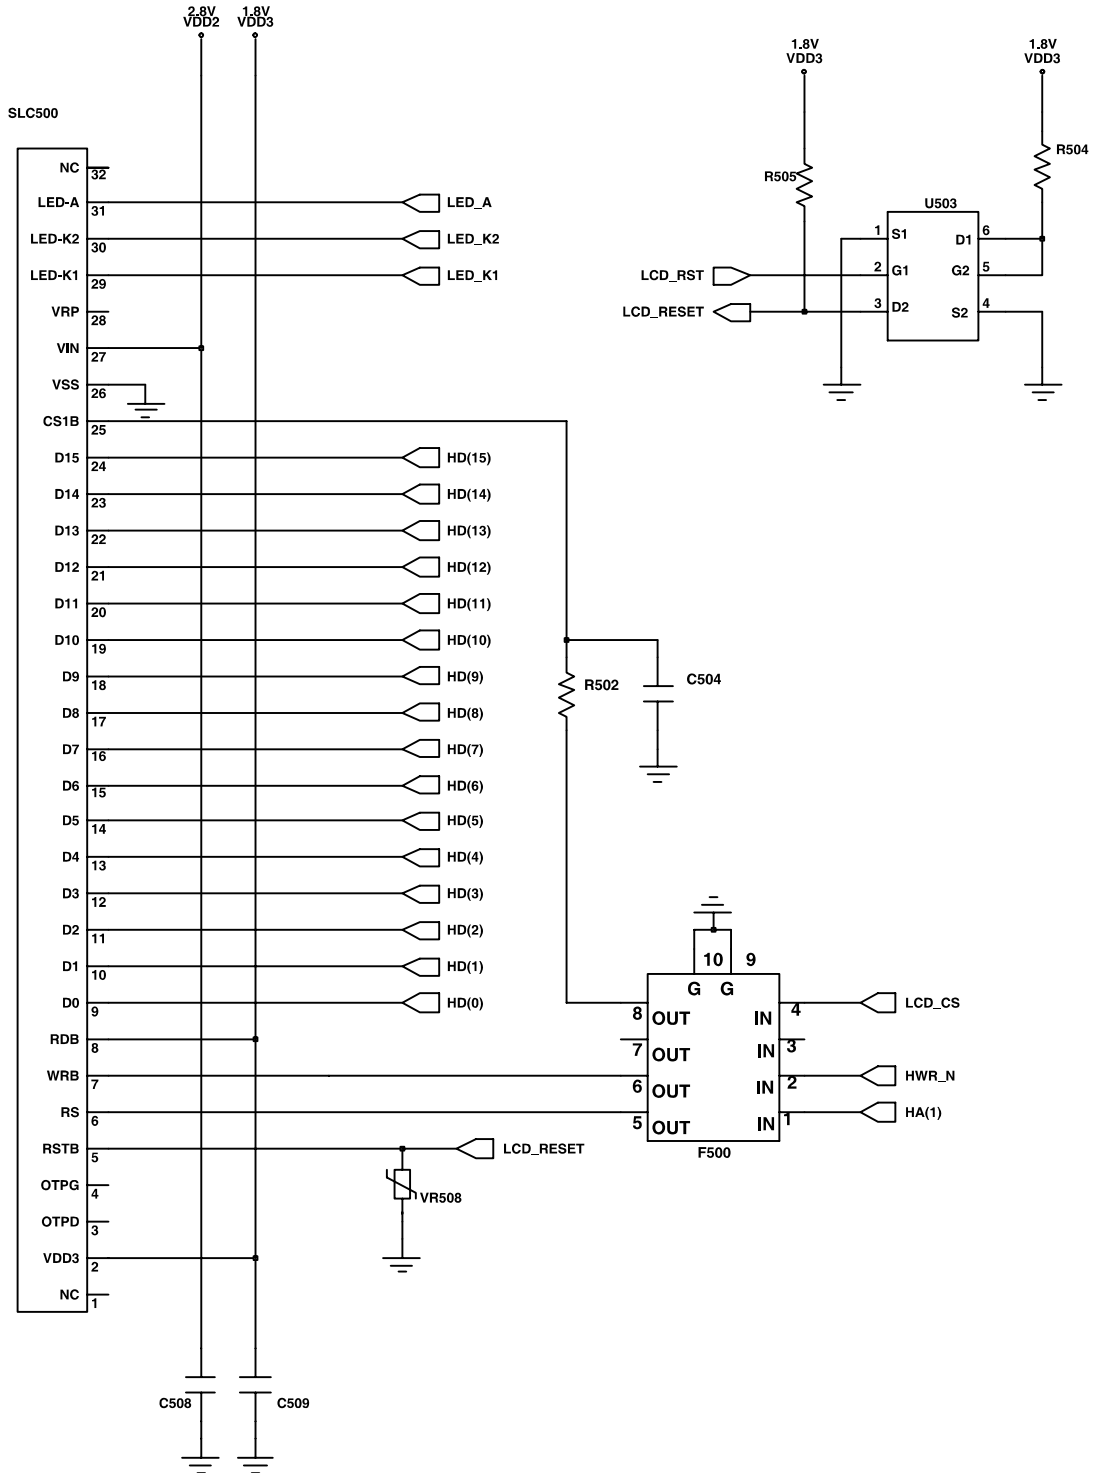 2.8V
VDD2
1.8V
VDD3
SLC500
NC 32
LED-A 31 LED_A
LED-K2 30 LED_K2
LED-K1 29 LED_K1
VRP 28
VIN 27
VSS 26
CS1B 25
D15 24 HD(15)
D14 23 HD(14)
D13 22 HD(13)
D12 21 HD(12)
D11 20 HD(11)
D10 19 HD(10)
D9 18 HD(9)
D8 17 HD(8)
D7 16 HD(7)
D6 15 HD(6)
D5 14 HD(5)
D4 13 HD(4)
D3 12 HD(3)
D2 11 HD(2)
D1 10 HD(1)
D0 9 HD(0)
RDB 8
WRB 7
RS 6
RSTB 5 LCD_RESET
OTPG 4
OTPD 3
VDD3 2
NC 1
VR508
C508
C509
1.8V
VDD3
1.8V
VDD3
R505
R504
U503
1 S1 D1 6
LCD_RST 2 G1 G2 5
LCD_RESET 3 D2 S2 4
R502
C504
10 9
G G
8 OUT IN 4 LCD_CS
7 OUT IN 3
6 OUT IN 2 HWR_N
5 OUT IN 1 HA(1)
F500